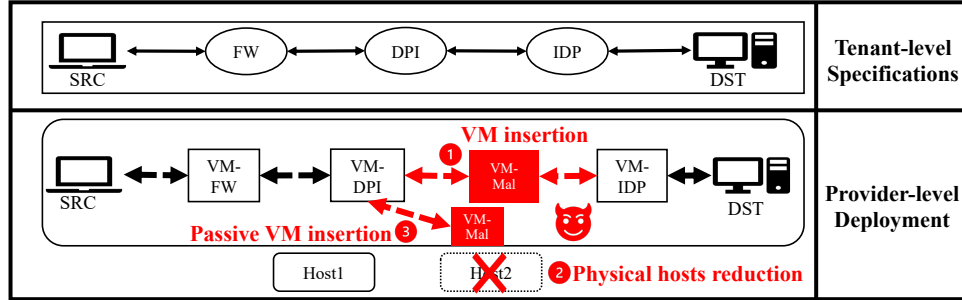 FW
DPI
IDP
SRC
DST
Tenant-level
Specifications
VM insertion
VM-
FW
VM-
DPI
1
VM-
Mal
VM-
IDP
SRC
DST
Provider-level
Deployment
Passive VM insertion 3
VM-
Mal
Host1
Host2
2 Physical hosts reduction